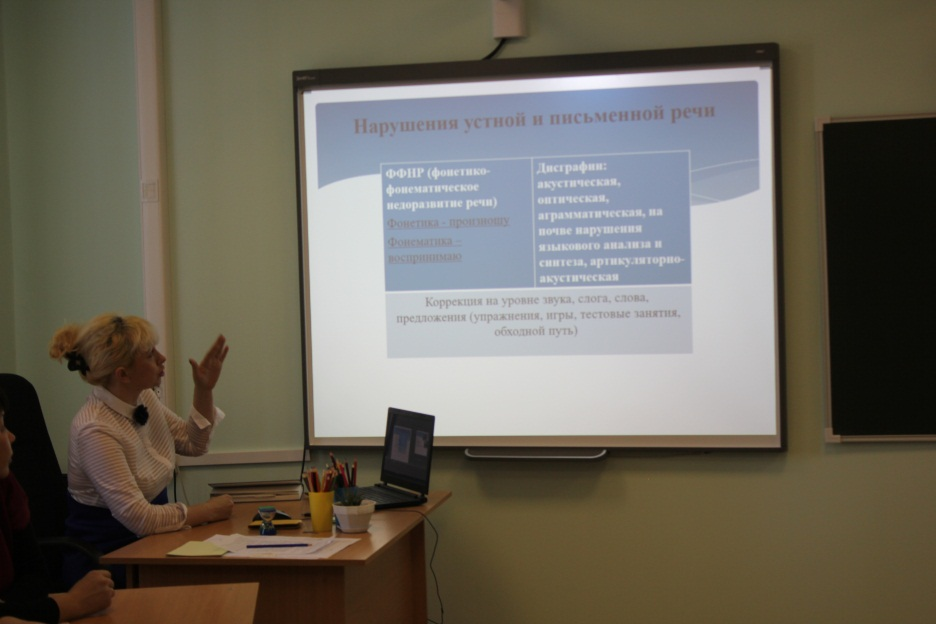 Нарушения устной и письменной речи
ФФНР (фонетико-
фонематическое
недоразвитие речи)
Фонетика - произношу
Фонематика –
воспринимаю
Дисграфии:
акустическая,
оптическая,
аграмматическая, на
почве нарушения
языкового анализа и
синтеза, артикуляторно-
акустическая
Коррекция на уровне звука, слога, слова,
предложения (упражнения, игры, тестовые занятия,
обходной путь)